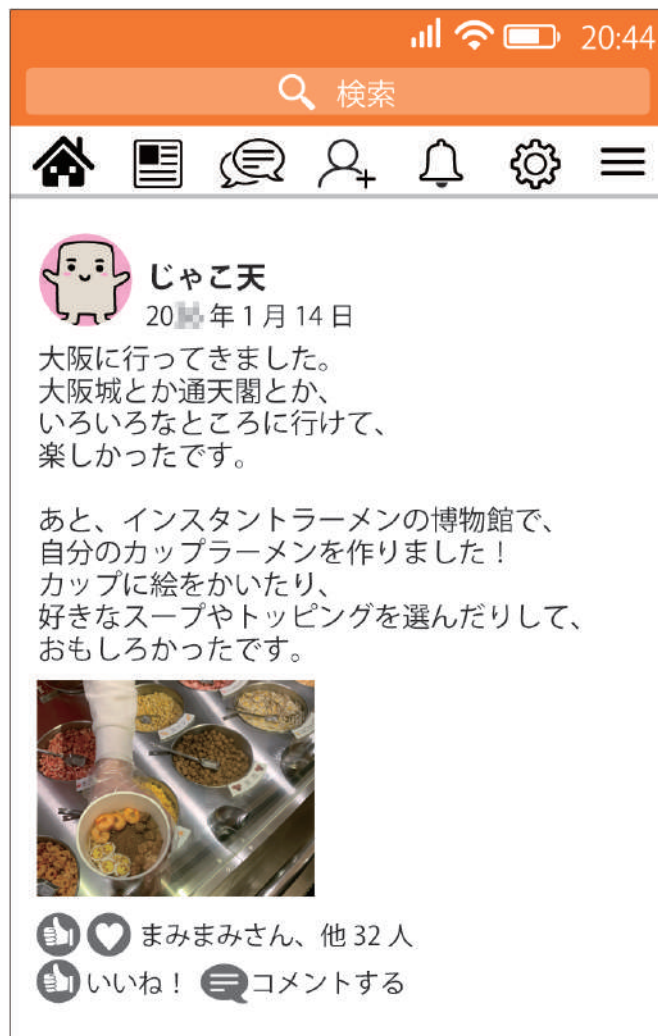 20:44
検索
じゃこ天
20 年 1 月 14 日
大阪に行ってきました。
大阪城とか通天閣とか、
いろいろなところに行けて、
楽しかったです。
あと、インスタントラーメンの博物館で、
自分のカップラーメンを作りました！
カップに絵をかいたり、
好きなスープやトッピングを選んだりして、
おもしろかったです。
まみまみさん、他 32 人
いいね！ コメントする